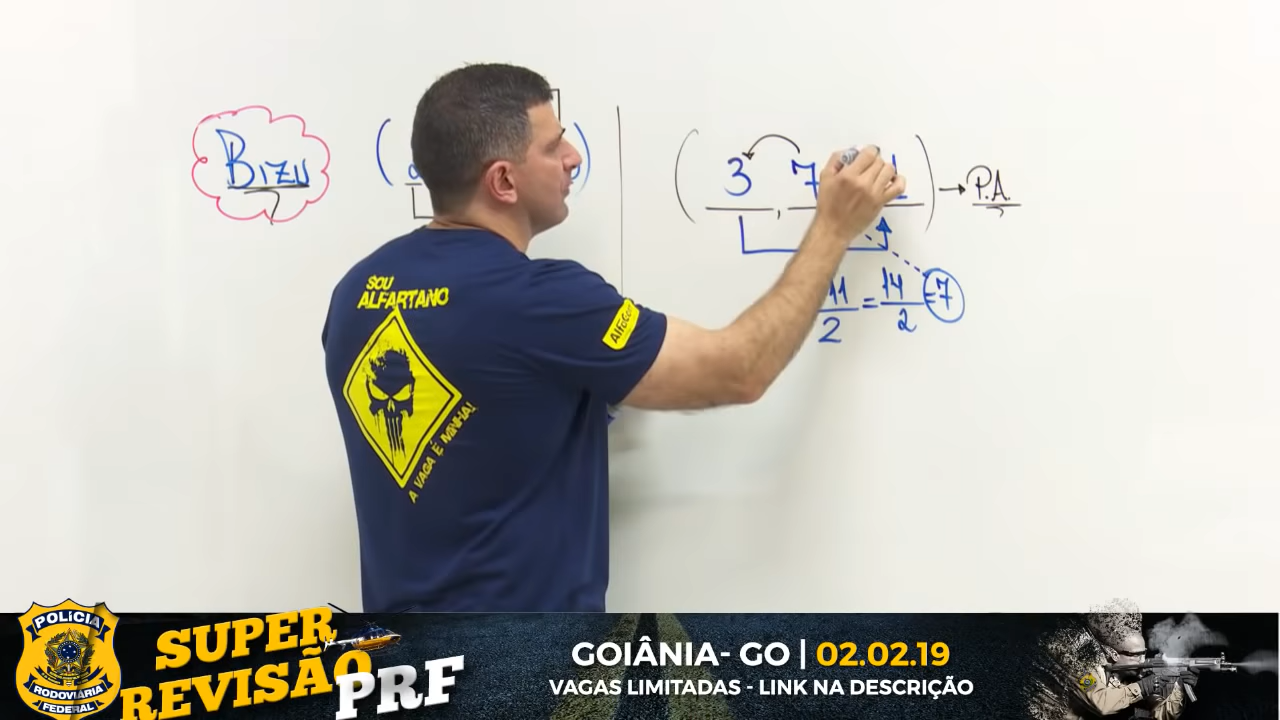 BIZU
( )
( 3 , 7 ) → P.A.
11/2 = 14/2 = 7
SOU
ALFARTANO
A VAGA É MINHA!
POLÍCIA
RODOVIÁRIA
FEDERAL
SUPER
REVISÃO
PRF
GOIÂNIA- GO | 02.02.19
VAGAS LIMITADAS - LINK NA DESCRIÇÃO